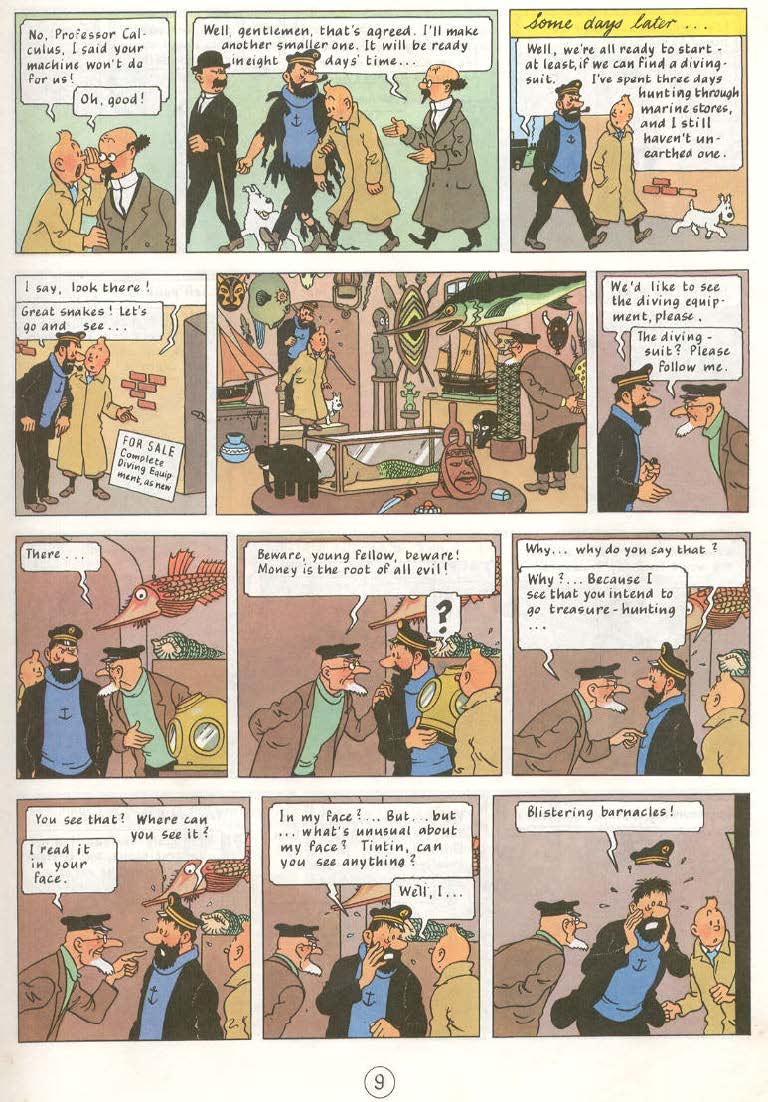 No, Professor Cal-
culus, I said your
machine won't do
for us!
Oh, good!
Well, gentlemen, that's agreed. I'll make
another smaller one. It will be ready
in eight days' time...
Some days later ...
Well, we're all ready to start -
at least, if we can find a diving-
suit. I've spent three days
hunting through
marine stores,
and I still
haven't un-
earthed one.
I say, look there!
Great snakes! Let's
go and see ...
FOR SALE
Complete
Diving Equip
ment, as new
We'd like to see
the diving equip-
ment, please.
The diving-
suit? Please
follow me.
There ...
Beware, young fellow, beware!
Money is the root of all evil!
?
Why... why do you say that?
Why?... Because I
see that you intend to
go treasure-hunting
...
You see that? Where can
you see it?
I read it
in your
face.
In my face?... But...but
... what's unusual about
my face? Tintin, can
you see anything?
Well, I...
Blistering barnacles!
9